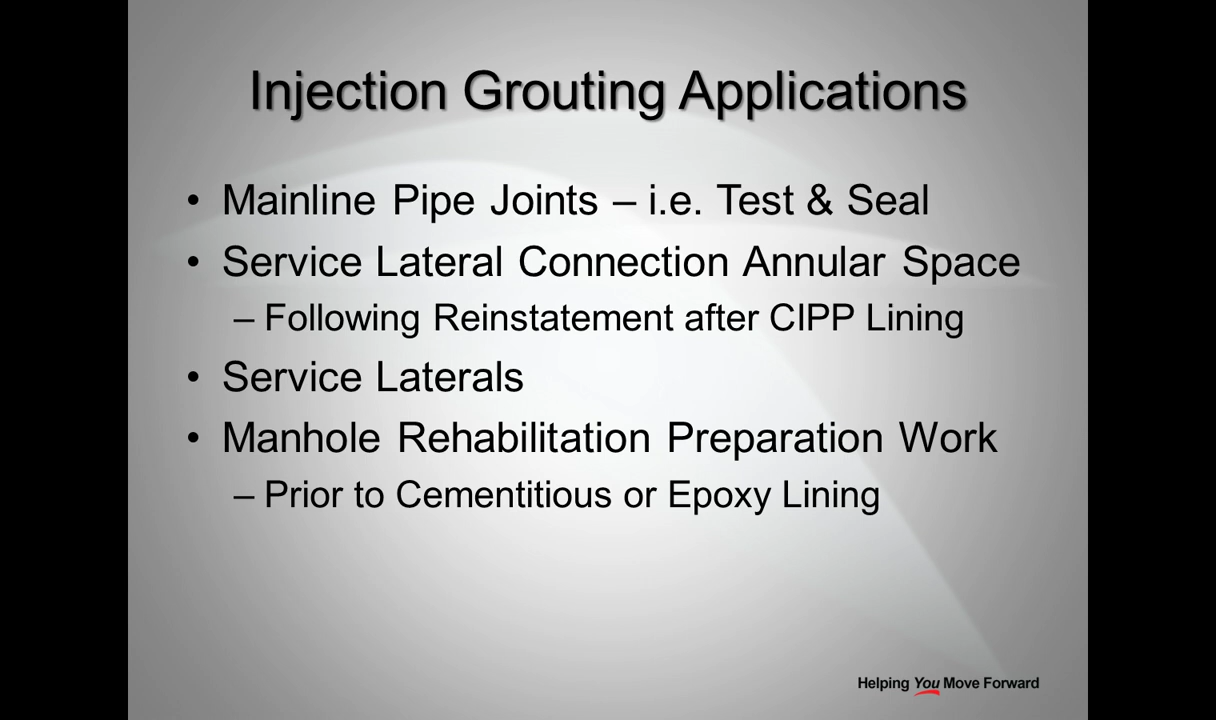 Injection Grouting Applications
• Mainline Pipe Joints – i.e. Test & Seal
• Service Lateral Connection Annular Space
– Following Reinstatement after CIPP Lining
• Service Laterals
• Manhole Rehabilitation Preparation Work
– Prior to Cementitious or Epoxy Lining
Helping You Move Forward